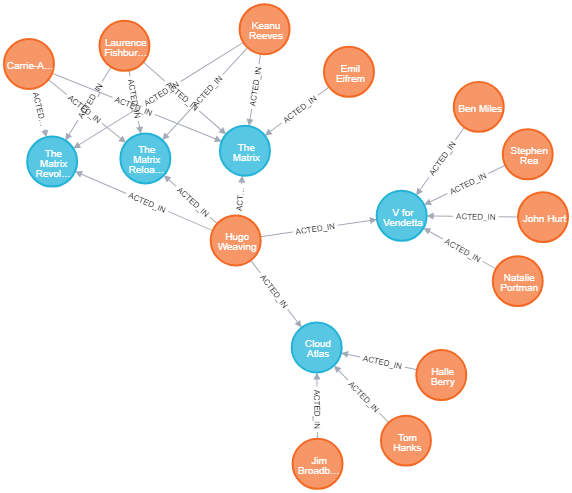 Keanu
Reeves
Laurence
Fishbur...
Carrie-A...
Emil
Eifrem
ACTED_IN
ACTED_IN
ACTED_IN
ACTED_IN
ACTED_IN
ACTED_IN
ACTED_IN
ACTED_IN
ACTED_IN
ACTED...
Ben Miles
The
Matrix
The
Matrix
Reloa...
The
Matrix
Revol...
ACTED_IN
Stephen
Rea
ACTED_IN
ACT...
ACTED_IN
ACTED_IN
V for
Vendetta
ACTED_IN
John Hurt
Hugo
Weaving
ACTED_IN
ACTED_IN
Natalie
Portman
ACTED_IN
Cloud
Atlas
ACTED_IN
Halle
Berry
ACTED_IN
ACTED_IN
Tom
Hanks
Jim
Broadb...